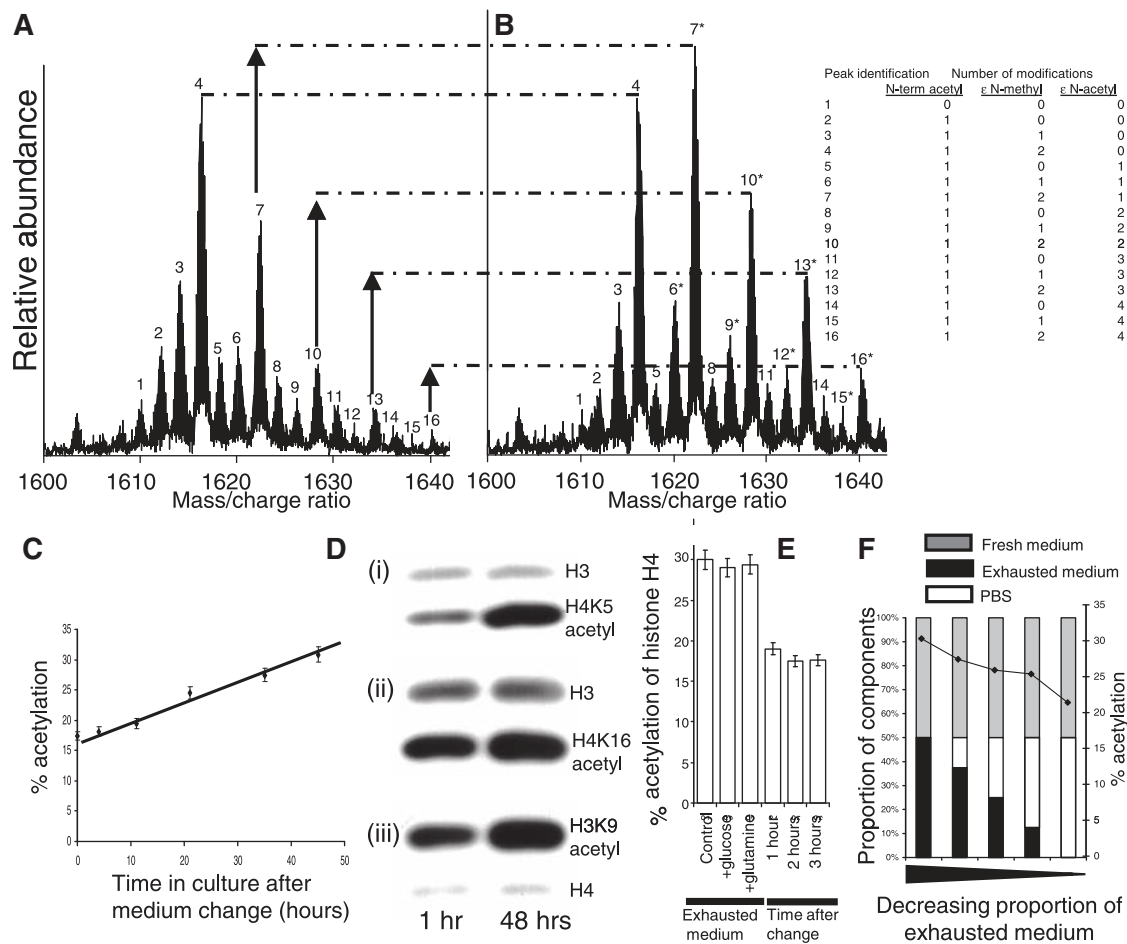 A
B
Relative abundance
1
2
3
4
5
6
7
8
9
10
11
12
13
14
15
16
1600
1610
1620
1630
1640
Mass/charge ratio
1
2
3
4
5
6*
7*
8
9*
10*
11
12*
13*
14
15*
16*
1600
1610
1620
1630
1640
Mass/charge ratio
Peak identification Number of modifications
N-term acetyl ε N-methyl ε N-acetyl
1 0 0 0
2 1 0 0
3 1 1 0
4 1 2 0
5 1 0 1
6 1 1 1
7 1 2 1
8 1 0 2
9 1 1 2
10 1 2 2
11 1 0 3
12 1 1 3
13 1 2 3
14 1 0 4
15 1 1 4
16 1 2 4
C
% acetylation
35
30
25
20
15
10
5
0
0 10 20 30 40 50
Time in culture after
medium change (hours)
D
(i)
H3
H4K5
acetyl
(ii)
H3
H4K16
acetyl
(iii)
H3K9
acetyl
H4
1 hr 48 hrs
E
% acetylation of histone H4
30
25
20
15
10
5
0
Control
+glucose
+glutamine
1 hour
2 hours
3 hours
Exhausted
medium
Time after
change
F
Fresh medium
Exhausted medium
PBS
Proportion of components
100%
90%
80%
70%
60%
50%
40%
30%
20%
10%
0%
35
30
25
20
15
10
5
0
% acetylation
Decreasing proportion of
exhausted medium